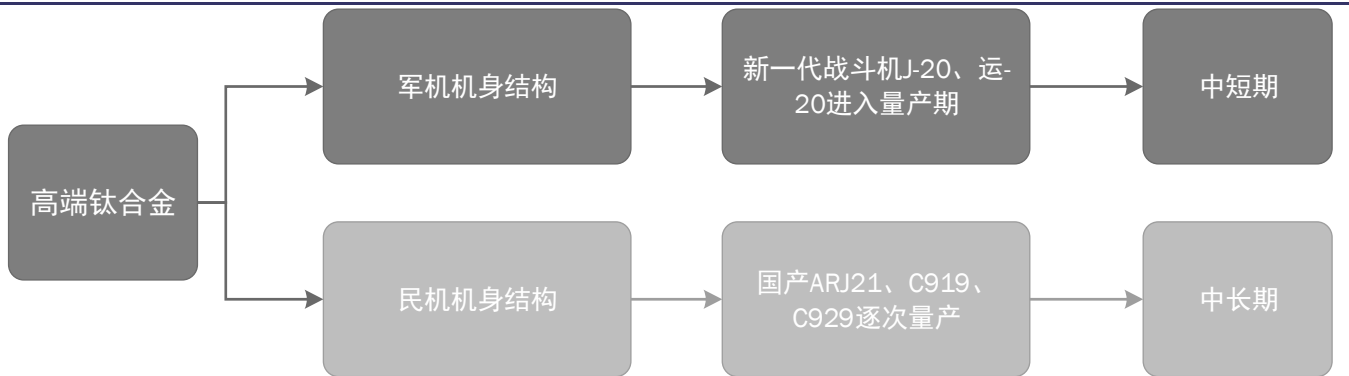 高端钛合金
军机机身结构
新一代战斗机J-20、运-
20进入量产期
中短期
民机机身结构
国产ARJ21、C919、
C929逐次量产
中长期